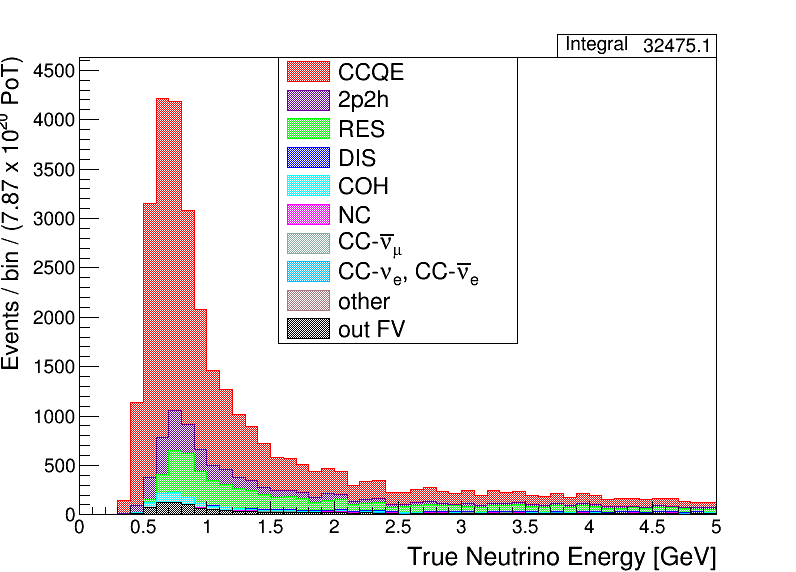 Integral 32475.1
Events / bin / (7.87 x 10²⁰ PoT)
4500
4000
3500
3000
2500
2000
1500
1000
500
0
CCQE
2p2h
RES
DIS
COH
NC
CC-ν̅μ
CC-νe, CC-ν̅e
other
out FV
0 0.5 1 1.5 2 2.5 3 3.5 4 4.5 5
True Neutrino Energy [GeV]